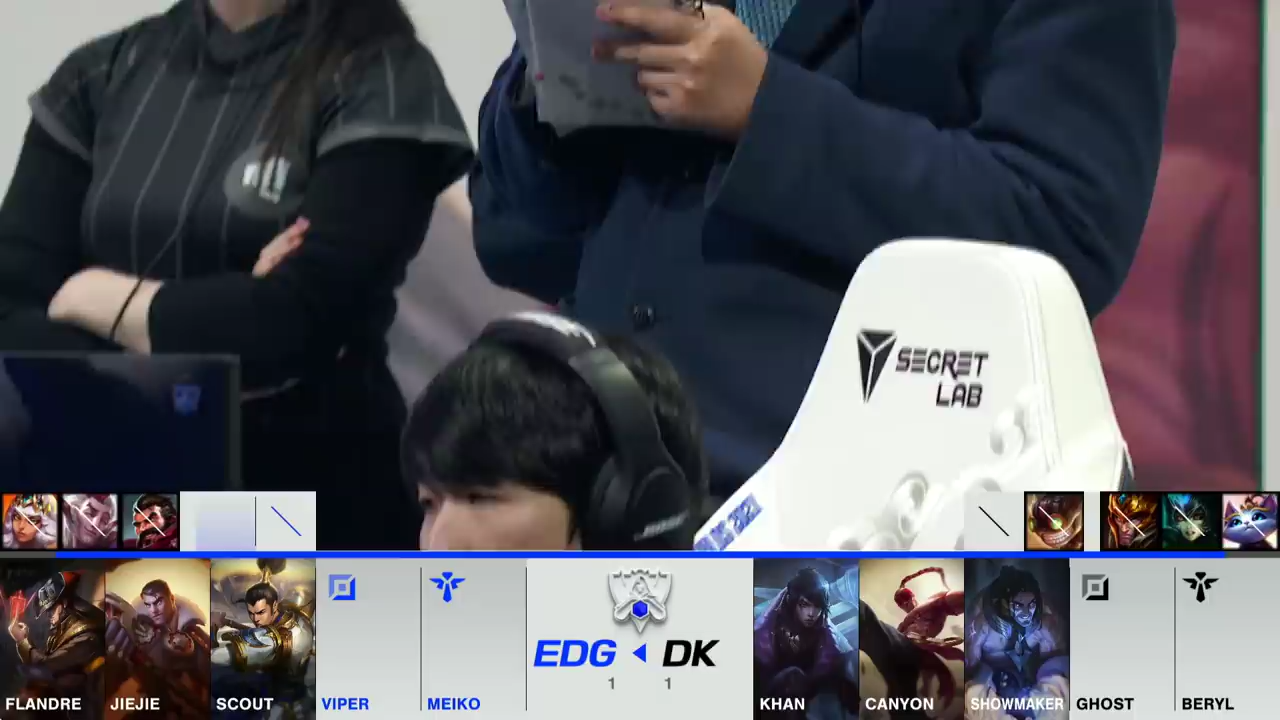 SECRET
LAB
EDG DK
1 1
FLANDRE JIEJIE SCOUT VIPER MEIKO KHAN CANYON SHOWMAKER GHOST BERYL